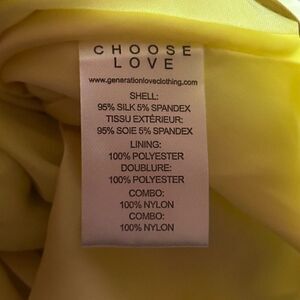 CHOOSE
LOVE
www.generationloveclothing.com
SHELL:
95% SILK 5% SPANDEX
TISSU EXTÉRIEUR:
95% SOIE 5% SPANDEX
LINING:
100% POLYESTER
DOUBLURE:
100% POLYESTER
COMBO:
100% NYLON
COMBO:
100% NYLON